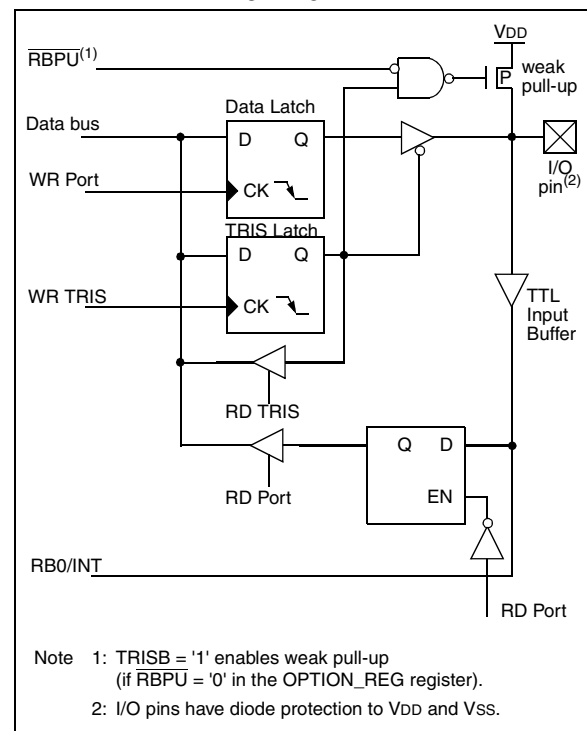 VDD
RBPU(1)
P
weak
pull-up
Data Latch
Data bus
D Q
I/O
pin(2)
WR Port
CK
TRIS Latch
D Q
WR TRIS
CK
TTL
Input
Buffer
RD TRIS
Q D
RD Port
EN
RB0/INT
RD Port
Note 1: TRISB = '1' enables weak pull-up
(if RBPU = '0' in the OPTION_REG register).
2: I/O pins have diode protection to VDD and VSS.